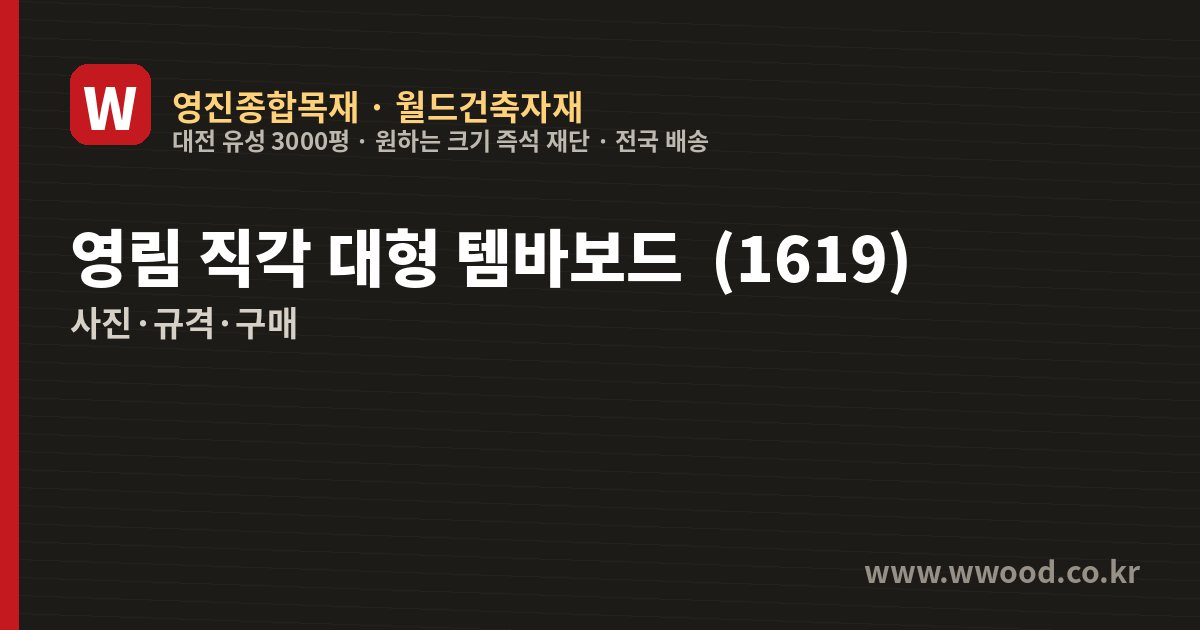 W
영진종합목재 · 월드건축자재
대전 유성 3000평 · 원하는 크기 즉석 재단 · 전국 배송
영림 직각 대형 템바보드 (1619)
사진·규격·구매
www.wwood.co.kr